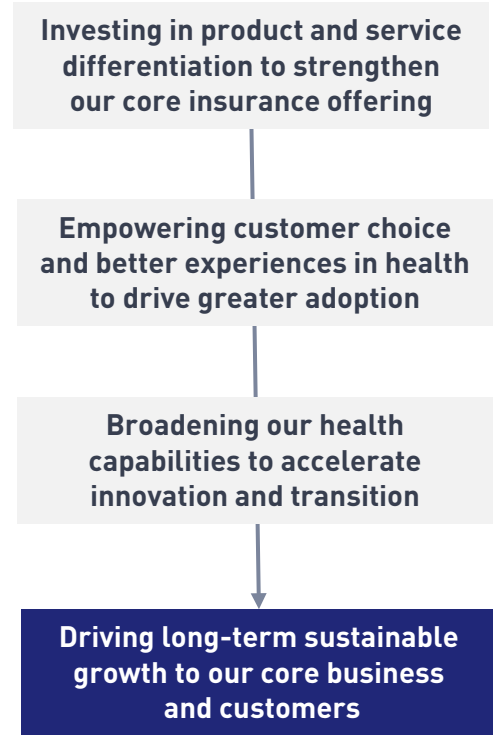 Investing in product and service
differentiation to strengthen
our core insurance offering
Empowering customer choice
and better experiences in health
to drive greater adoption
Broadening our health
capabilities to accelerate
innovation and transition
Driving long-term sustainable
growth to our core business
and customers